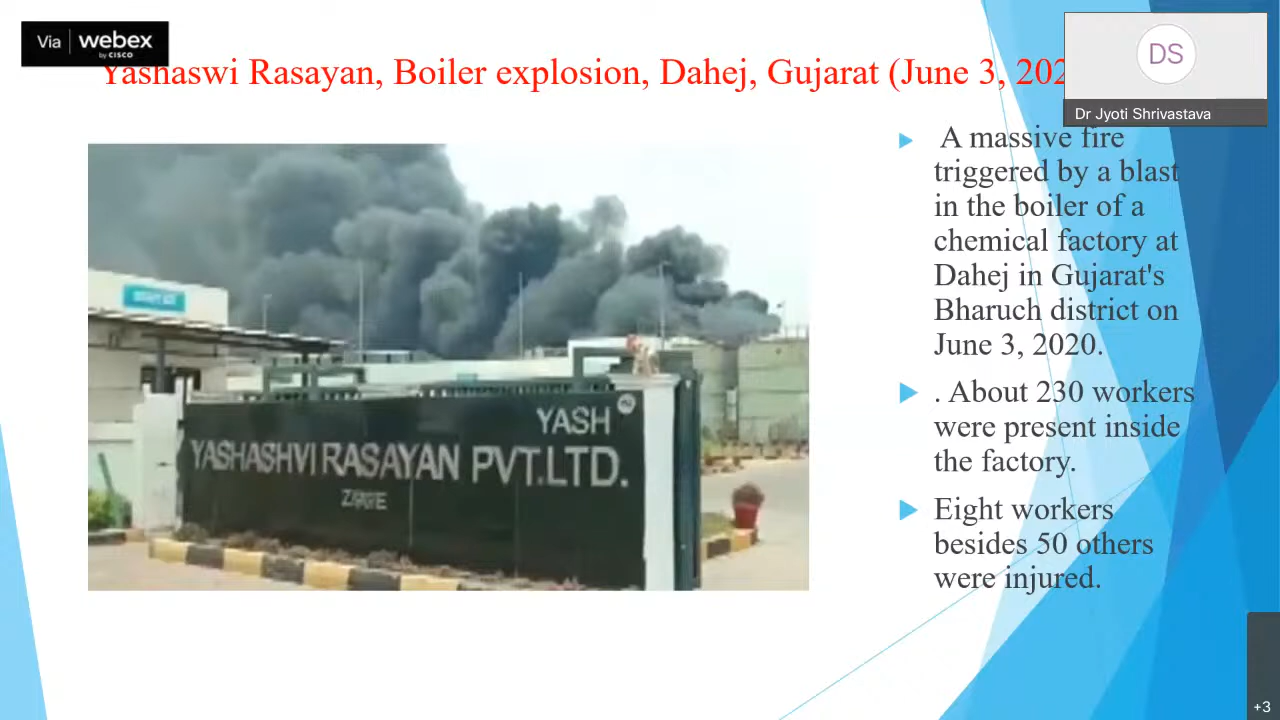 Via webex
by CISCO
Yashaswi Rasayan, Boiler explosion, Dahej, Gujarat (June 3, 202
DS
Dr Jyoti Shrivastava
A massive fire
triggered by a blast
in the boiler of a
chemical factory at
Dahej in Gujarat's
Bharuch district on
June 3, 2020.
. About 230 workers
were present inside
the factory.
Eight workers
besides 50 others
were injured.
YASH
YASHASHVI RASAYAN PVT.LTD.
+3